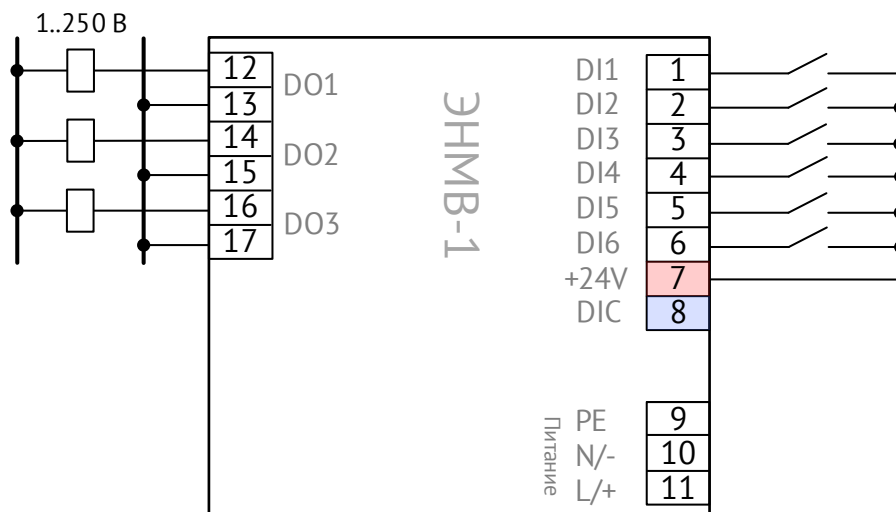 1..250 В
12
DO1
13
14
DO2
15
16
DO3
17
ЭНМВ-1
DI1 1
DI2 2
DI3 3
DI4 4
DI5 5
DI6 6
+24V 7
DIC 8
Питание
PE 9
N/- 10
L/+ 11